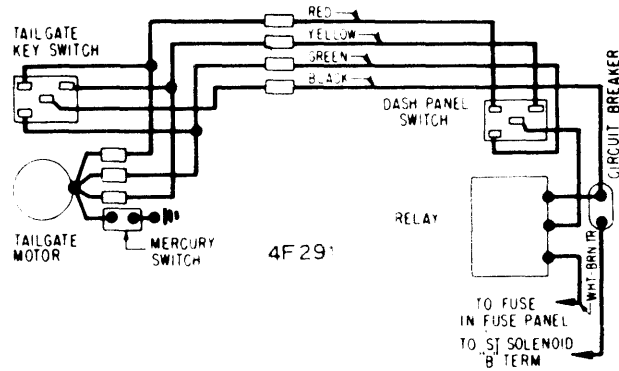 RED
TAILGATE
KEY SWITCH
YELLOW
GREEN
BLACK
DASH PANEL
SWITCH
CIRCUIT BREAKER
RELAY
TAILGATE
MOTOR
MERCURY
SWITCH
4F291
WHT-BRN TR
TO FUSE
IN FUSE PANEL
TO ST SOLENOID
"B" TERM